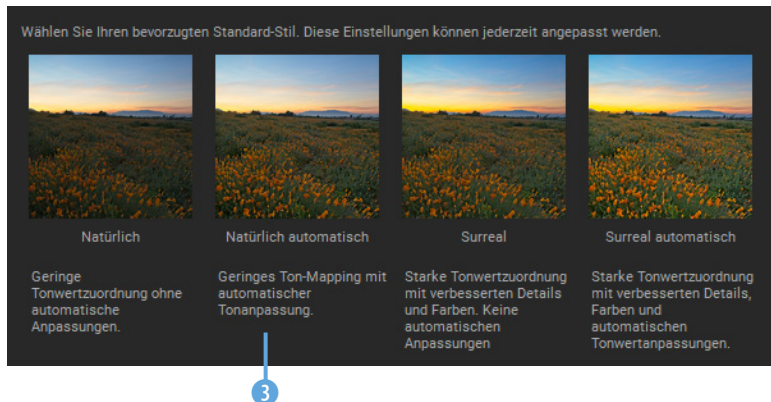 Wählen Sie Ihren bevorzugten Standard-Stil. Diese Einstellungen können jederzeit angepasst werden.
Natürlich
Natürlich automatisch
Surreal
Surreal automatisch
Geringe
Tonwertzuordnung ohne
automatische
Anpassungen.
Geringes Ton-Mapping mit
automatischer
Tonanpassung.
Starke Tonwertzuordnung
mit verbesserten Details
und Farben. Keine
automatischen
Anpassungen
Starke Tonwertzuordnung
mit verbesserten Details,
Farben und
automatischen
Tonwertanpassungen.
3